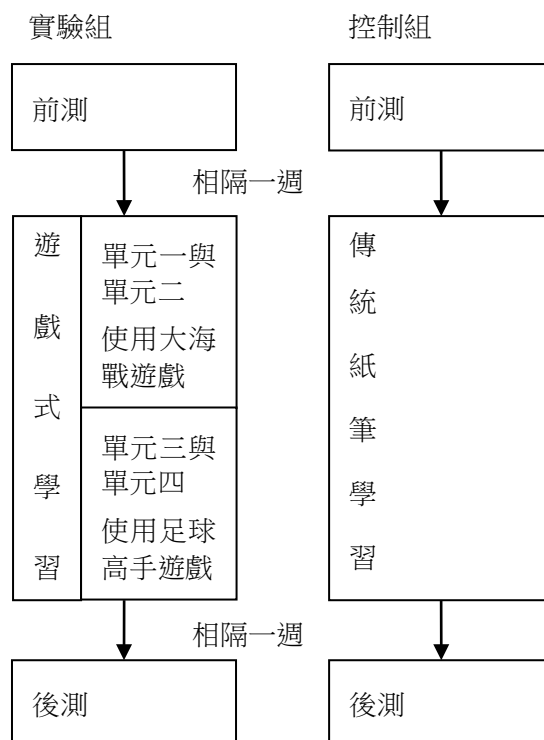 實驗組
控制組
前測
前測
相隔一週
遊戲式學習
單元一與
單元二
使用大海
戰遊戲
單元三與
單元四
使用足球
高手遊戲
傳統紙筆學習
相隔一週
後測
後測